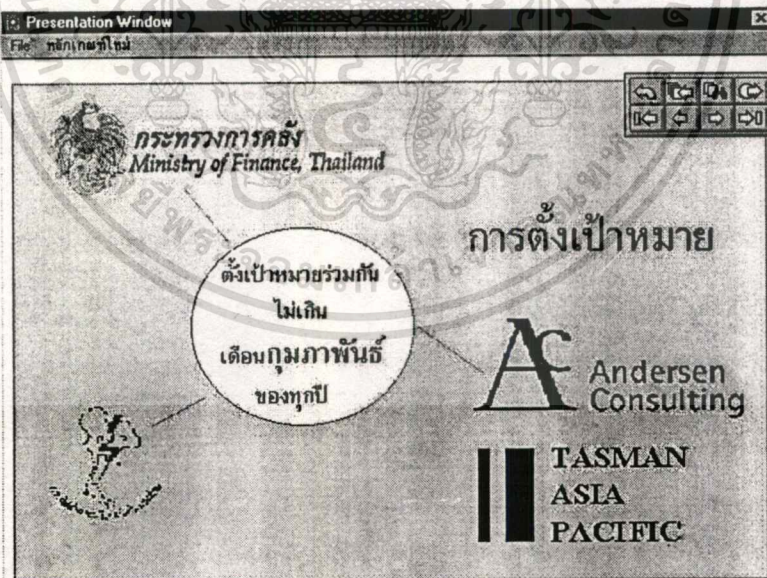 Presentation Window
File หลักเกณฑ์ใหม่
กระทรวงการคลัง
Ministry of Finance, Thailand
การตั้งเป้าหมาย
ตั้งเป้าหมายร่วมกัน
ไม่เกิน
เดือนกุมภาพันธ์
ของทุกปี
AC
Andersen
Consulting
TASMAN
ASIA
PACIFIC